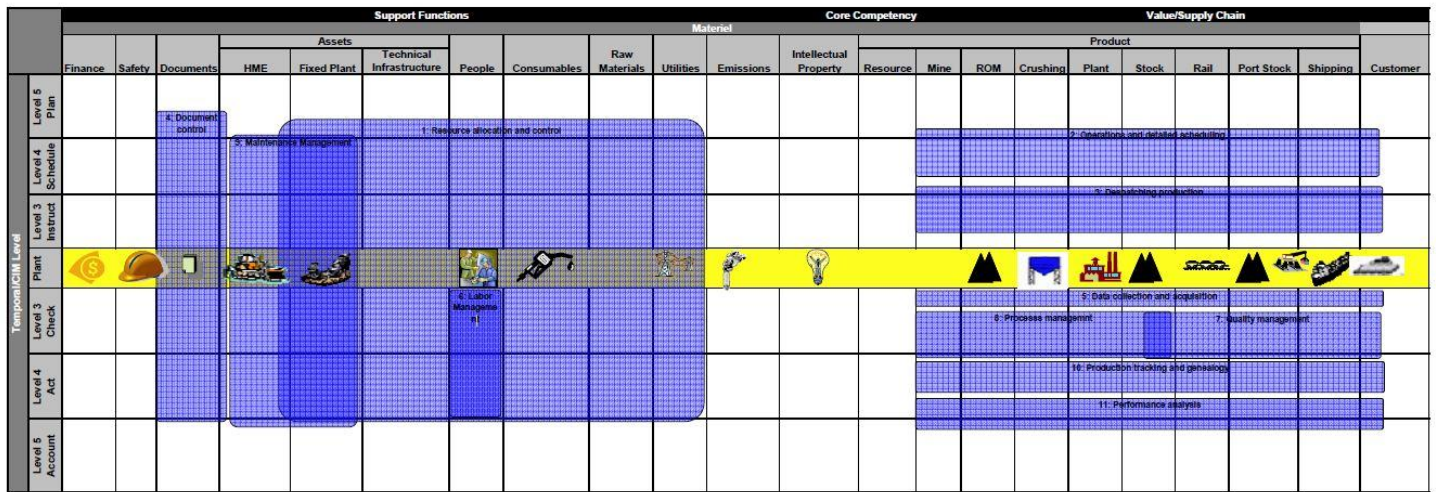 Support Functions Core Competency Value/Supply Chain
Materiel
Assets Product
Finance Safety Documents HME Fixed Plant Technical Infrastructure People Consumables Raw Materials Utilities Emissions Intellectual Property Resource Mine ROM Crushing Plant Stock Rail Port Stock Shipping Customer
Temporal/CIM Level
Level 5 Plan
4: Document control
1: Resource allocation and control
2: Operations and detailed scheduling
9: Maintenance Management
Level 4 Schedule
3: Despatching production
Level 3 Instruct
Plant
Level 3 Check
6: Labor Managemen
5: Data collection and acquisition
8: Processes managemnt
7: Quality management
Level 4 Act
10: Production tracking and genealogy
11: Performance analysis
Level 5 Account